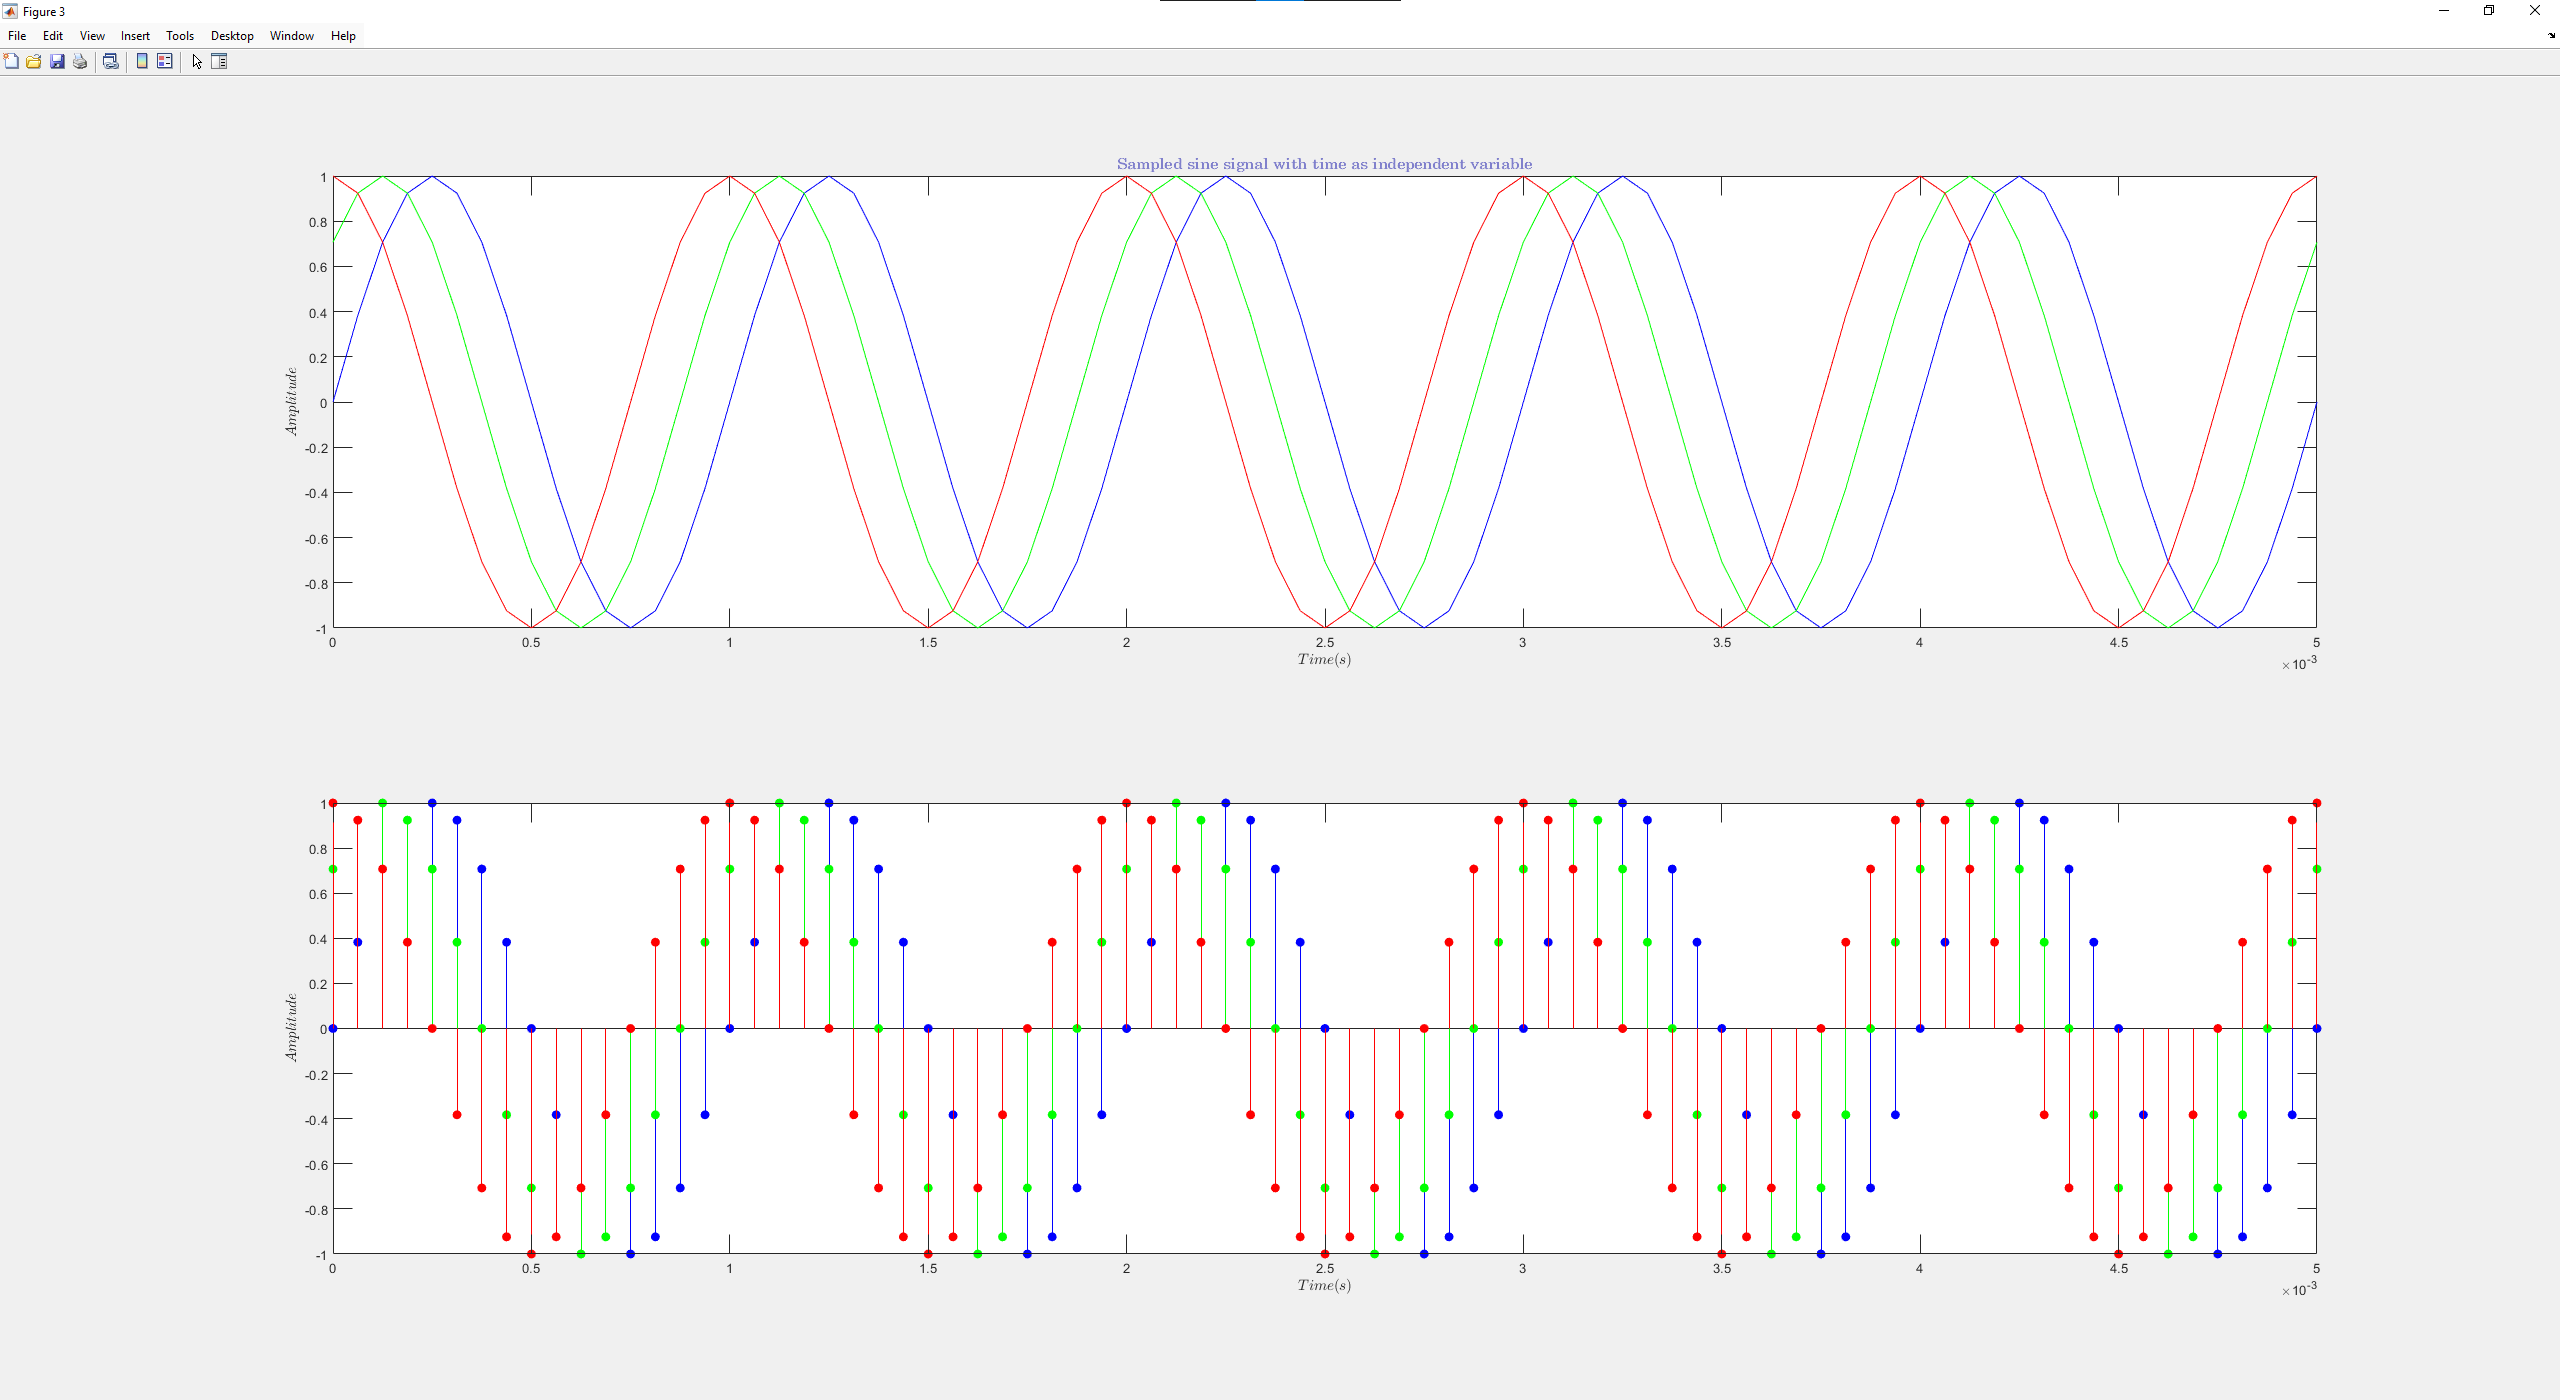 Figure 3
File Edit View Insert Tools Desktop Window Help
Sampled sine signal with time as independent variable
1
0.8
0.6
0.4
0.2
0
-0.2
-0.4
-0.6
-0.8
-1
Amplitude
0 0.5 1 1.5 2 2.5 3 3.5 4 4.5 5
Time(s)
×10-3
1
0.8
0.6
0.4
0.2
0
-0.2
-0.4
-0.6
-0.8
-1
Amplitude
0 0.5 1 1.5 2 2.5 3 3.5 4 4.5 5
Time(s)
×10-3